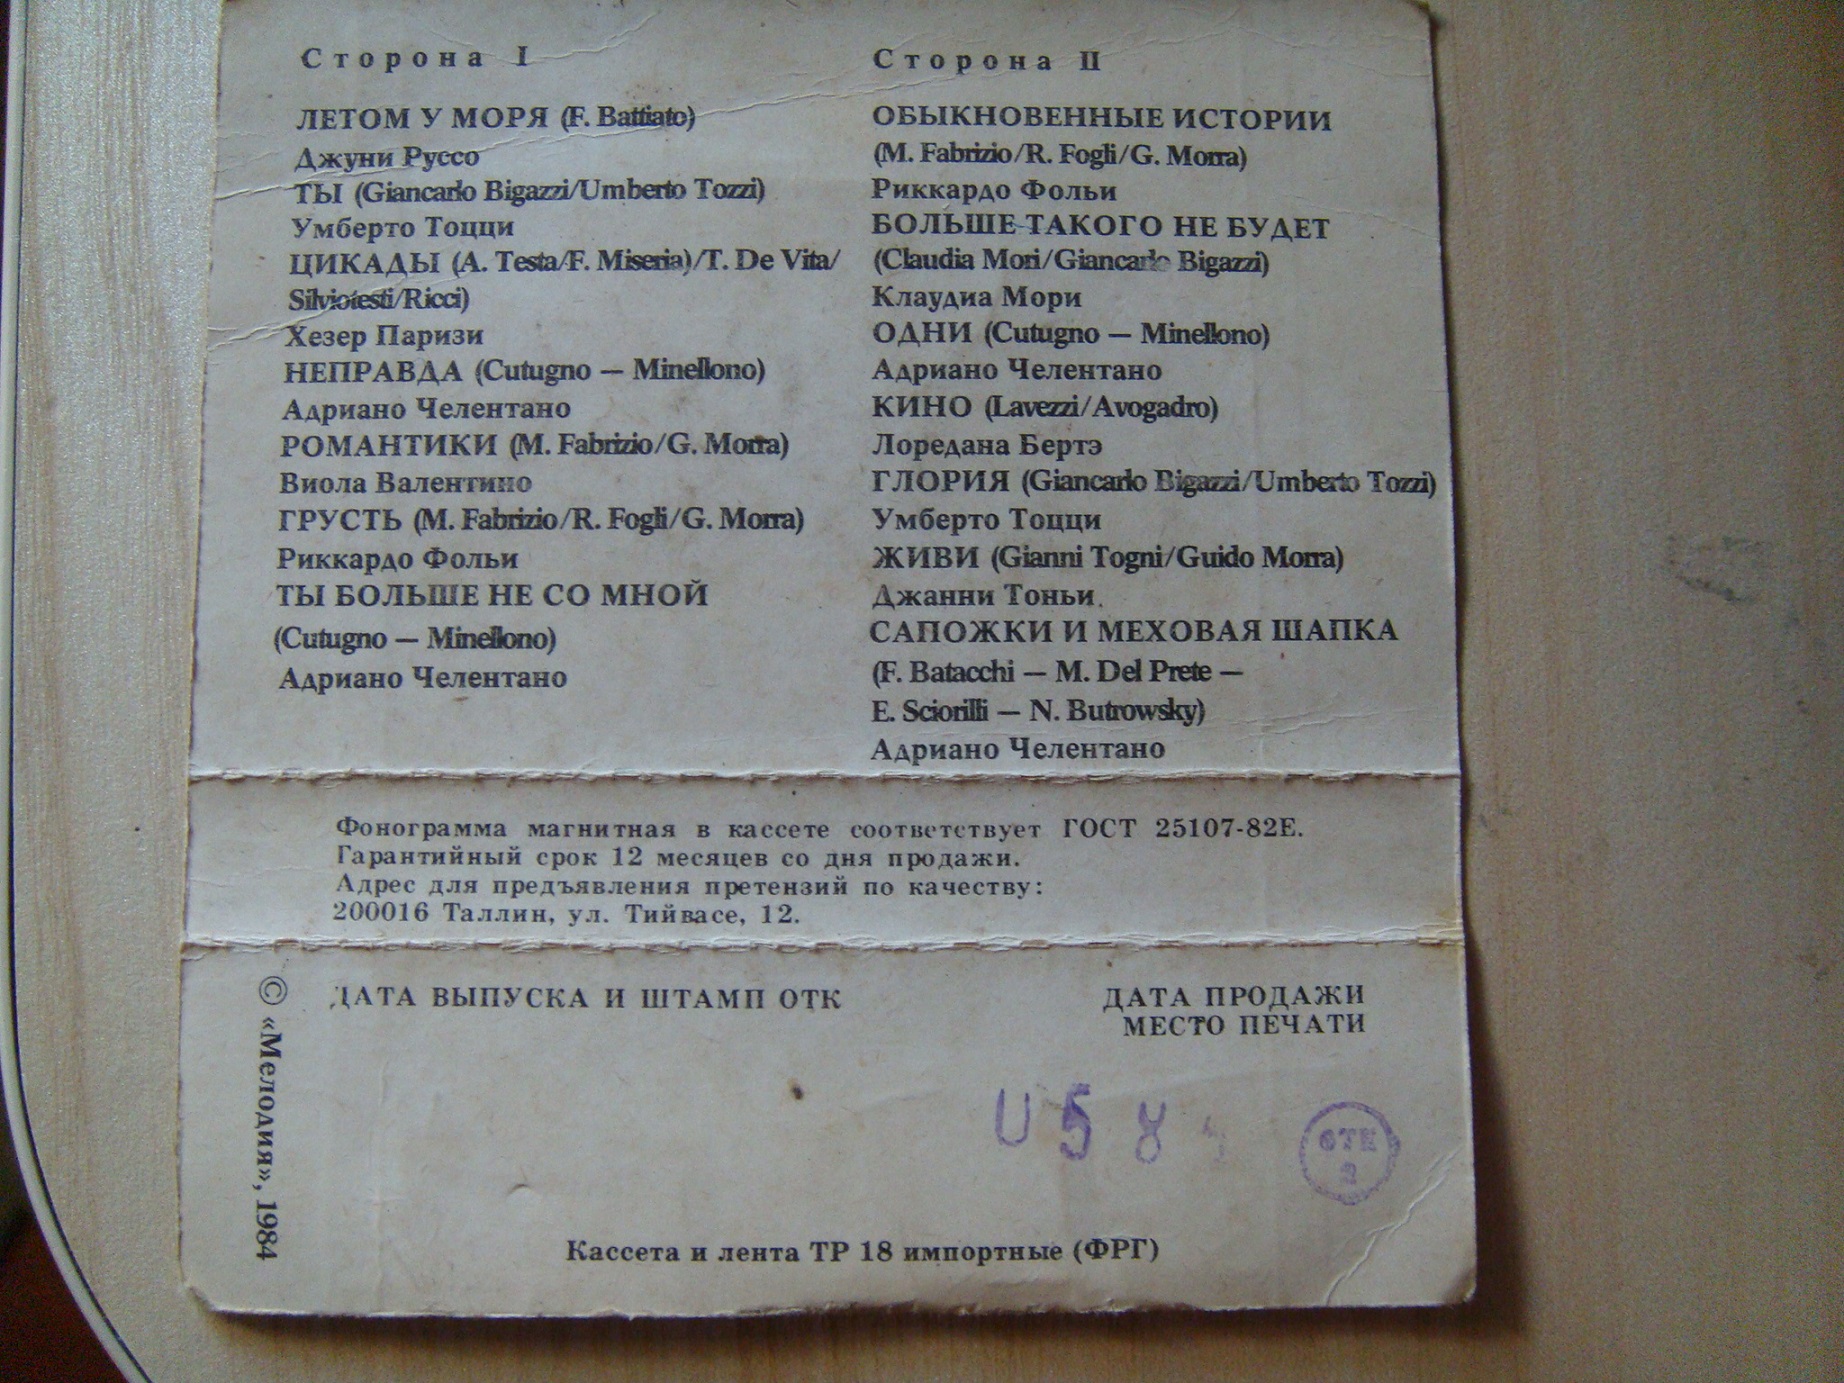 Сторона I
ЛЕТОМ У МОРЯ (F. Battiato)
Джуни Руссо
ТЫ (Giancarlo Bigazzi/Umberto Tozzi)
Умберто Тоцци
ЦИКАДЫ (A. Testa/F. Miseria)/T. De Vita/
Silviotesti/Ricci)
Хезер Паризи
НЕПРАВДА (Cutugno — Minellono)
Адриано Челентано
РОМАНТИКИ (M. Fabrizio/G. Morra)
Виола Валентино
ГРУСТЬ (M. Fabrizio/R. Fogli/G. Morra)
Риккардо Фольи
ТЫ БОЛЬШЕ НЕ СО МНОЙ
(Cutugno — Minellono)
Адриано Челентано
Сторона II
ОБЫКНОВЕННЫЕ ИСТОРИИ
(M. Fabrizio/R. Fogli/G. Morra)
Риккардо Фольи
БОЛЬШЕ ТАКОГО НЕ БУДЕТ
(Claudia Mori/Giancarlo Bigazzi)
Клаудиа Мори
ОДНИ (Cutugno — Minellono)
Адриано Челентано
КИНО (Lavezzi/Avogadro)
Лоредана Бертэ
ГЛОРИЯ (Giancarlo Bigazzi/Umberto Tozzi)
Умберто Тоцци
ЖИВИ (Gianni Togni/Guido Morra)
Джанни Тоньи.
САПОЖКИ И МЕХОВАЯ ШАПКА
(F. Batacchi — M. Del Prete —
E. Sciorilli — N. Butrowsky)
Адриано Челентано
Фонограмма магнитная в кассете соответствует ГОСТ 25107-82Е.
Гарантийный срок 12 месяцев со дня продажи.
Адрес для предъявления претензий по качеству:
200016 Таллин, ул. Тийвасе, 12.
© «Мелодия», 1984
ДАТА ВЫПУСКА И ШТАМП ОТК
ДАТА ПРОДАЖИ
МЕСТО ПЕЧАТИ
U 5 8
ОТК
2
Кассета и лента ТР 18 импортные (ФРГ)